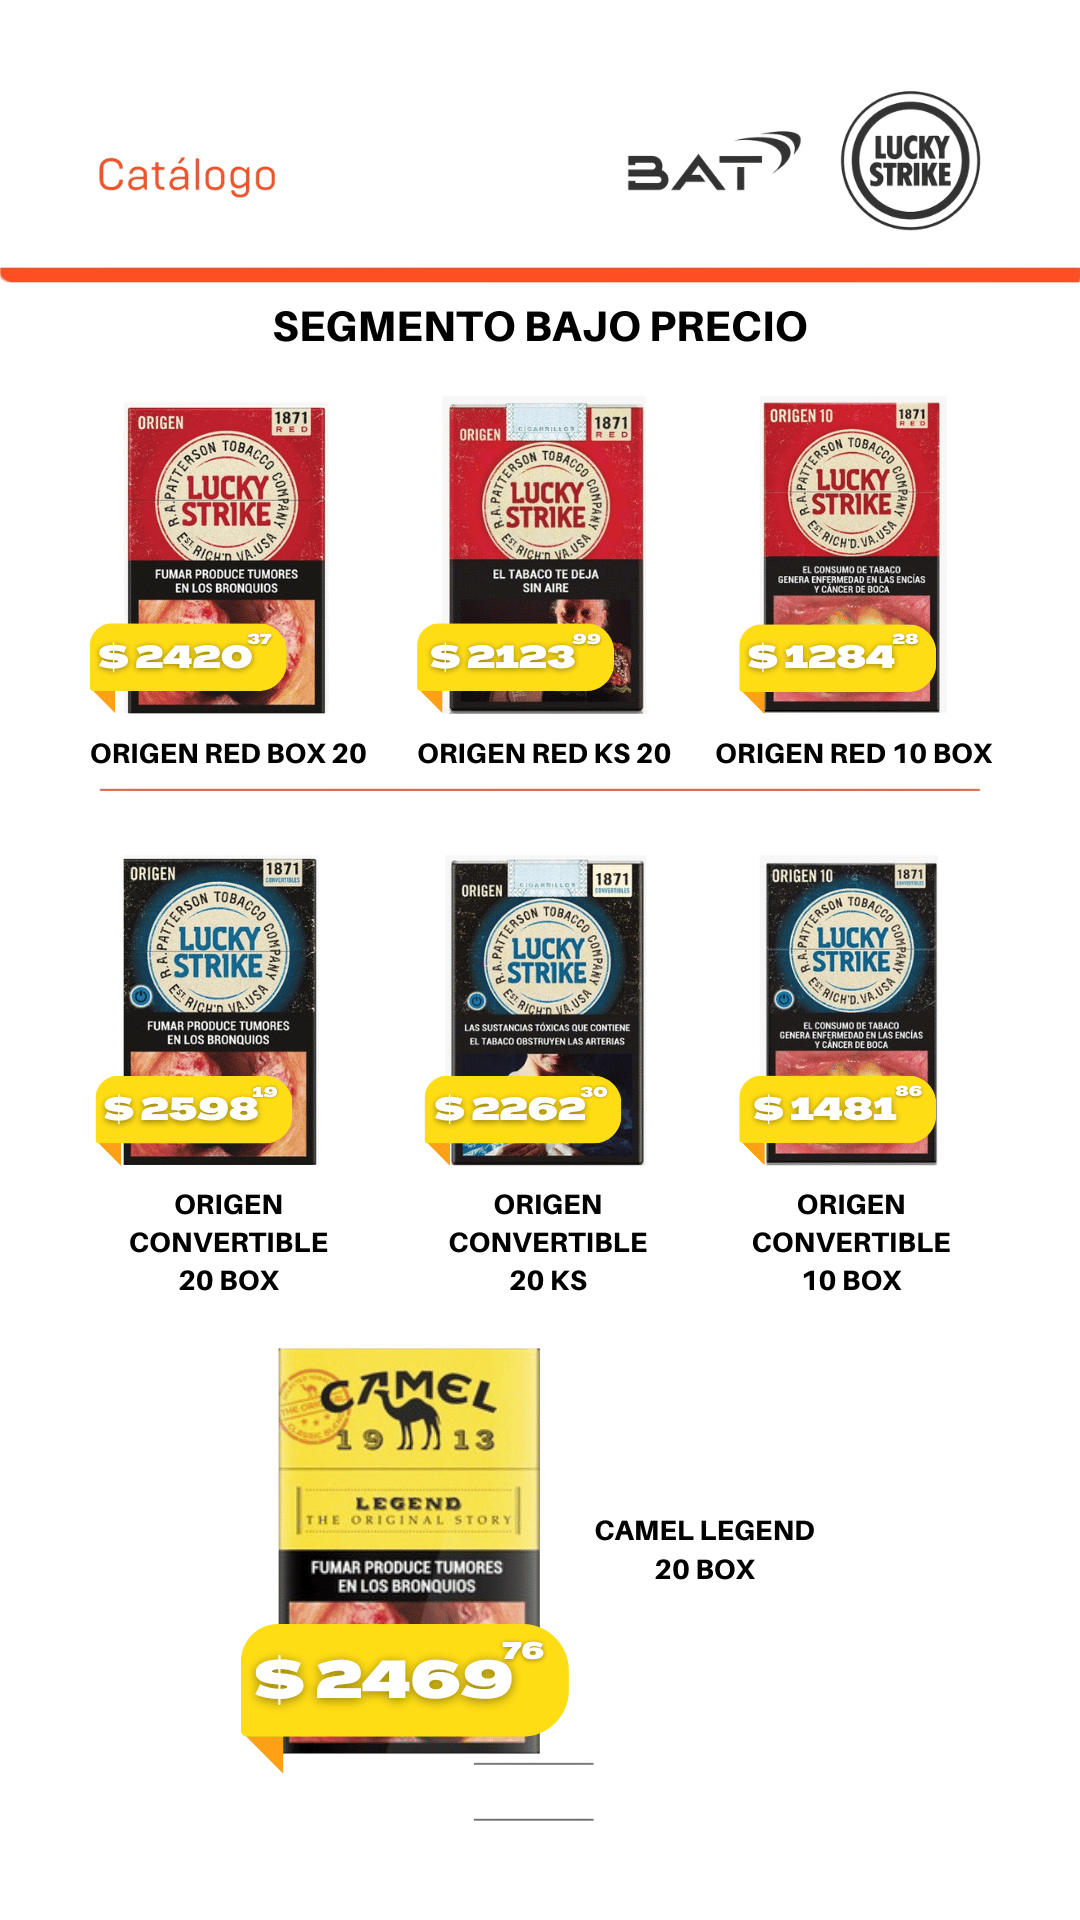 Catálogo
BAT
LUCKY
STRIKE
SEGMENTO BAJO PRECIO
ORIGEN
1871
RED
R.A.PATTERSON TOBACCO COMPANY
LUCKY
STRIKE
EST. RICH'D. VA.USA
FUMAR PRODUCE TUMORES
EN LOS BRONQUIOS
$ 2420 37
ORIGEN RED BOX 20
CIGARRILLOS
ORIGEN
1871
RED
R.A.PATTERSON TOBACCO COMPANY
LUCKY
STRIKE
EST. RICH'D. VA.USA
EL TABACO TE DEJA
SIN AIRE
$ 2123 99
ORIGEN RED KS 20
ORIGEN 10
1871
RED
R.A.PATTERSON TOBACCO COMPANY
LUCKY
STRIKE
EST. RICH'D. VA.USA
EL CONSUMO DE TABACO
GENERA ENFERMEDAD EN LAS ENCÍAS
Y CÁNCER DE BOCA
$ 1284 28
ORIGEN RED 10 BOX
ORIGEN
1871
CONVERTIBLES
R.A.PATTERSON TOBACCO COMPANY
LUCKY
STRIKE
EST. RICH'D. VA.USA
FUMAR PRODUCE TUMORES
EN LOS BRONQUIOS
$ 2598 19
ORIGEN
CONVERTIBLE
20 BOX
CIGARRILLOS
ORIGEN
1871
CONVERTIBLES
R.A.PATTERSON TOBACCO COMPANY
LUCKY
STRIKE
EST. RICH'D. VA.USA
LAS SUSTANCIAS TÓXICAS QUE CONTIENE
EL TABACO OBSTRUYEN LAS ARTERIAS
$ 2262 30
ORIGEN
CONVERTIBLE
20 KS
ORIGEN 10
1871
CONVERTIBLES
R.A.PATTERSON TOBACCO COMPANY
LUCKY
STRIKE
EST. RICH'D. VA.USA
EL CONSUMO DE TABACO
GENERA ENFERMEDAD EN LAS ENCÍAS
Y CÁNCER DE BOCA
$ 1481 86
ORIGEN
CONVERTIBLE
10 BOX
CAMEL
1913
LEGEND
THE ORIGINAL STORY
FUMAR PRODUCE TUMORES
EN LOS BRONQUIOS
$ 2469 76
CAMEL LEGEND
20 BOX